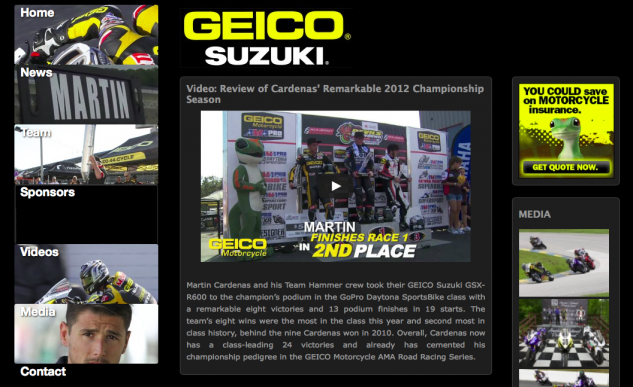 Home
News
MARTIN
Team
Sponsors
Videos
Media
Contact
GEICO®
SUZUKI.
Video: Review of Cardenas' Remarkable 2012 Championship
Season
MARTIN
FINISHES RACE 1
IN 2ND PLACE
GEICO
Motorcycle
Martin Cardenas and his Team Hammer crew took their GEICO Suzuki GSX-
R600 to the champion's podium in the GoPro Daytona SportsBike class with
a remarkable eight victories and 13 podium finishes in 19 starts. The
team's eight wins were the most in the class this year and second most in
class history, behind the nine Cardenas won in 2010. Overall, Cardenas now
has a class-leading 24 victories and already has cemented his
championship pedigree in the GEICO Motorcycle AMA Road Racing Series.
YOU COULD save
on MOTORCYCLE
insurance.
GET QUOTE NOW.
MEDIA